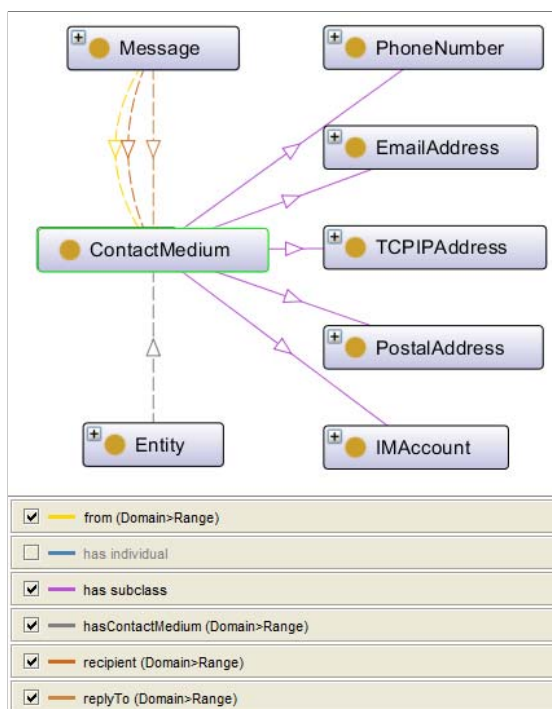 Message
PhoneNumber
EmailAddress
ContactMedium
TCPIPAddress
PostalAddress
Entity
IMAccount
from (Domain>Range)
has individual
has subclass
hasContactMedium (Domain>Range)
recipient (Domain>Range)
replyTo (Domain>Range)